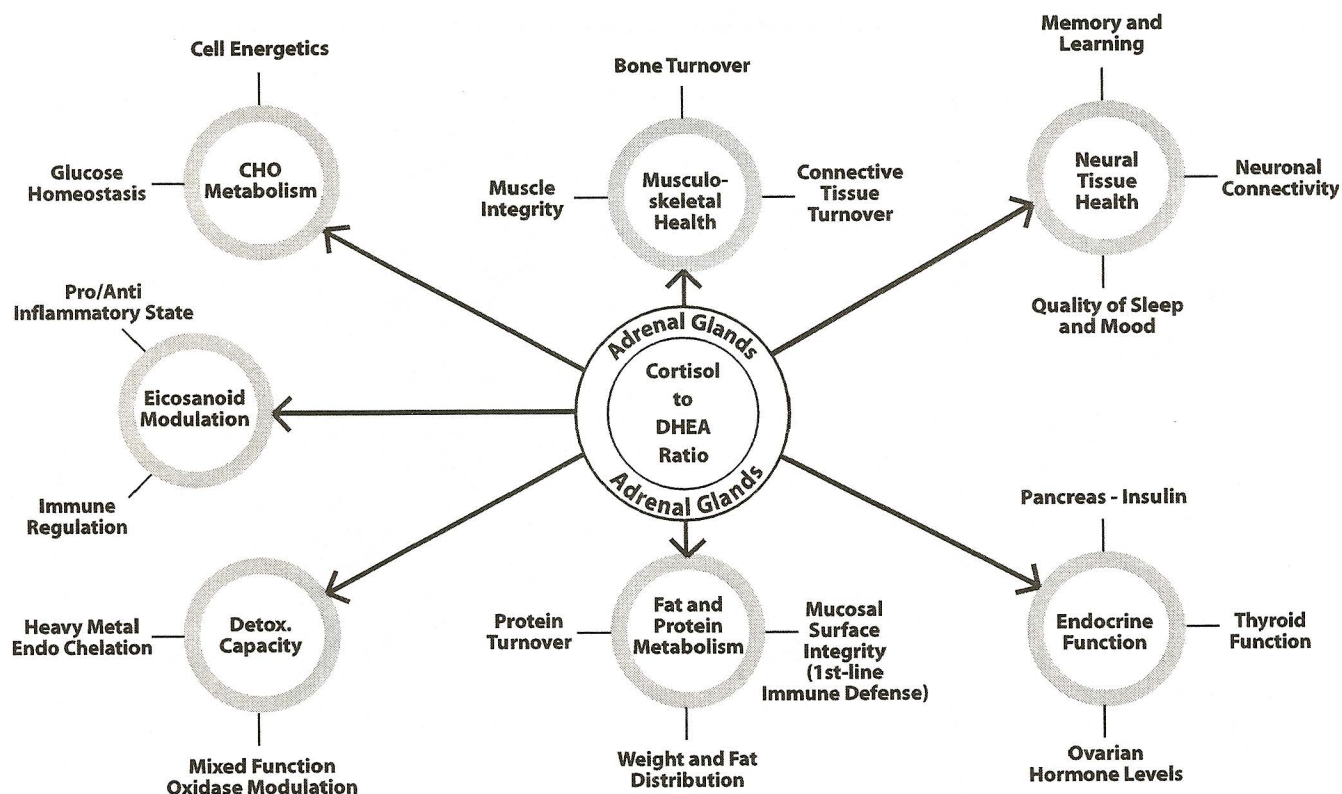 Cell Energetics
Glucose
Homeostasis
CHO
Metabolism
Bone Turnover
Muscle
Integrity
Musculo-
skeletal
Health
Connective
Tissue
Turnover
Memory and
Learning
Neural
Tissue
Health
Neuronal
Connectivity
Quality of Sleep
and Mood
Pro/Anti
Inflammatory State
Eicosanoid
Modulation
Immune
Regulation
Adrenal Glands
Cortisol
to
DHEA
Ratio
Adrenal Glands
Heavy Metal
Endo Chelation
Detox.
Capacity
Mixed Function
Oxidase Modulation
Protein
Turnover
Fat and
Protein
Metabolism
Mucosal
Surface
Integrity
(1st-line
Immune Defense)
Weight and Fat
Distribution
Pancreas - Insulin
Endocrine
Function
Thyroid
Function
Ovarian
Hormone Levels